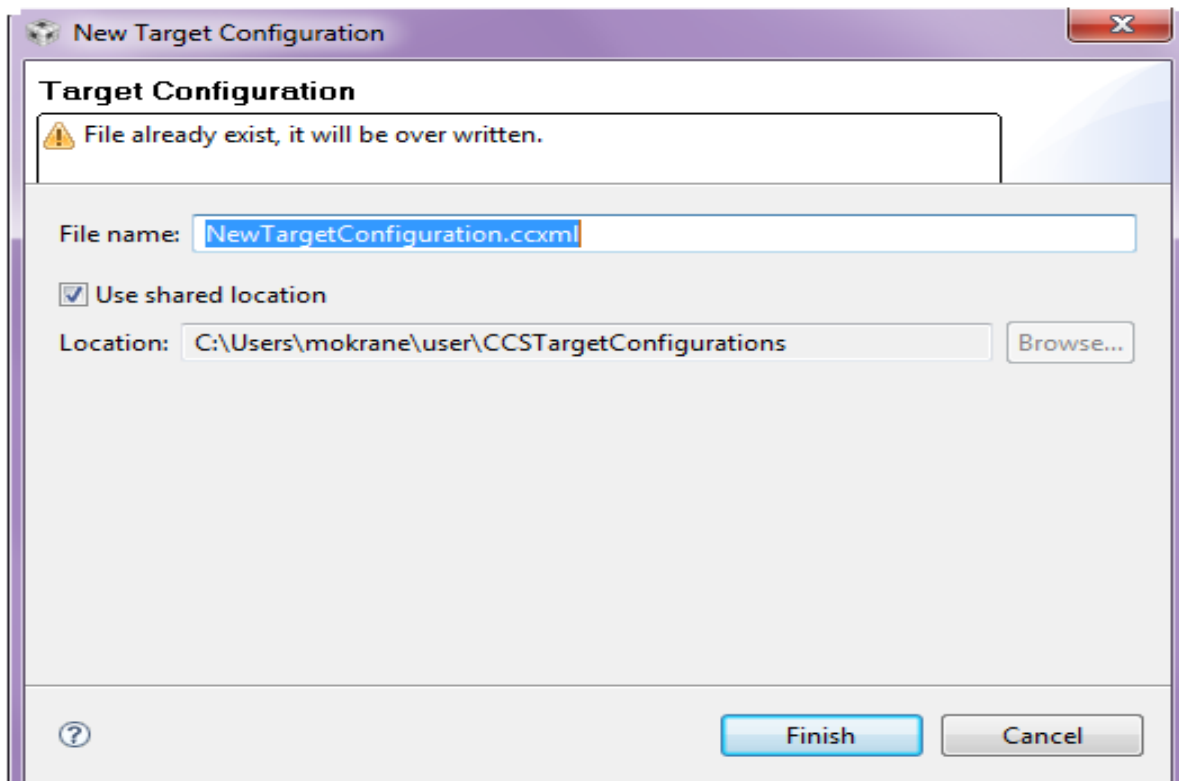 New Target Configuration
Target Configuration
File already exist, it will be over written.
File name: NewTargetConfiguration.ccxml
Use shared location
Location: C:\Users\mokrane\user\CCSTargetConfigurations Browse...
Finish Cancel